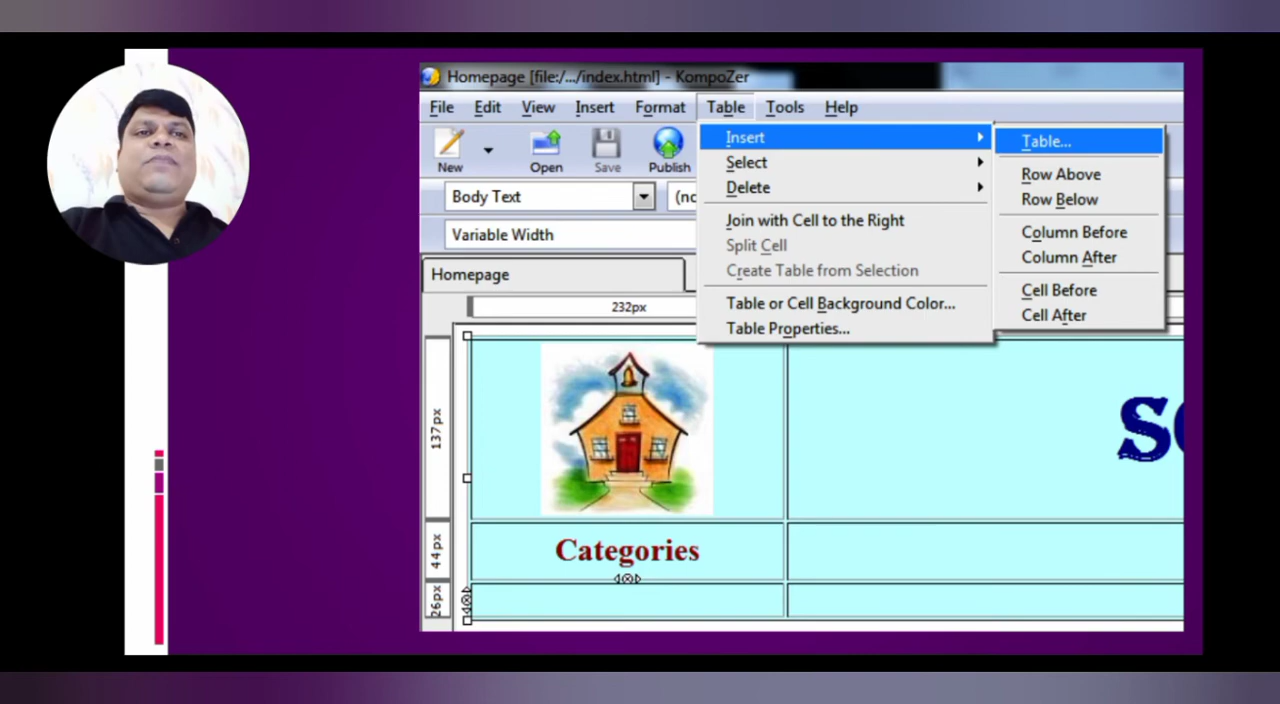 Homepage [file:/.../index.html] - KompoZer
File Edit View Insert Format Table Tools Help
New Open Save Publish
Body Text
(no
Variable Width
Homepage
232px
Insert
Select
Delete
Join with Cell to the Right
Split Cell
Create Table from Selection
Table or Cell Background Color...
Table Properties...
Table...
Row Above
Row Below
Column Before
Column After
Cell Before
Cell After
137px
44px
26px
Categories